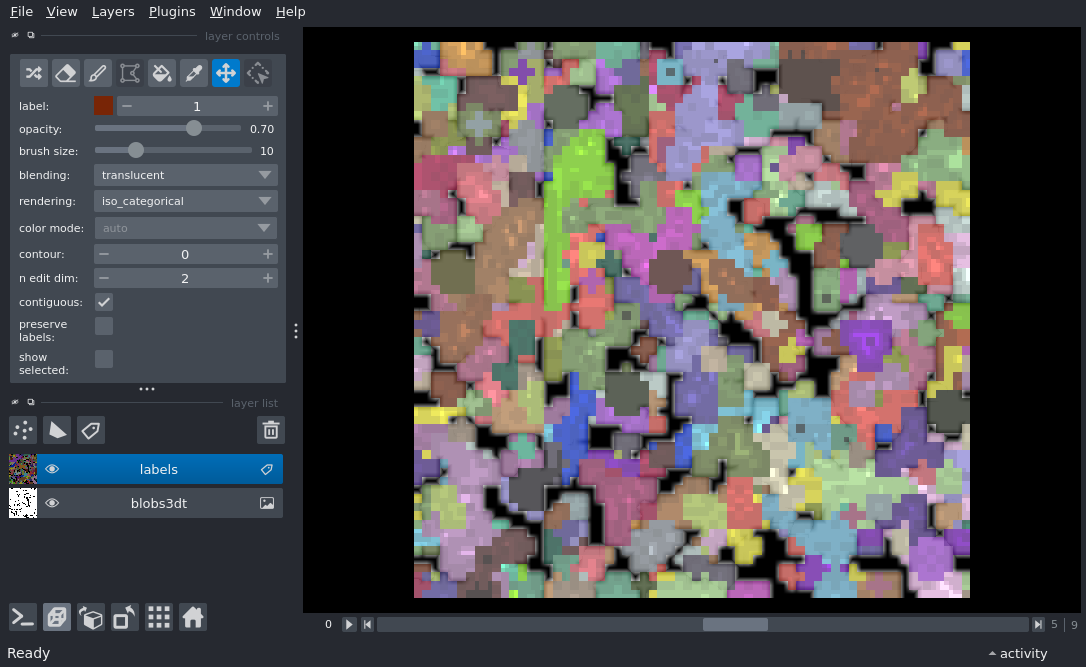 File View Layers Plugins Window Help
layer controls
label: 1
opacity: 0.70
brush size: 10
blending: translucent
rendering: iso_categorical
color mode: auto
contour: 0
n edit dim: 2
contiguous:
preserve
labels:
show
selected:
layer list
labels
blobs3dt
0 5 | 9
Ready activity